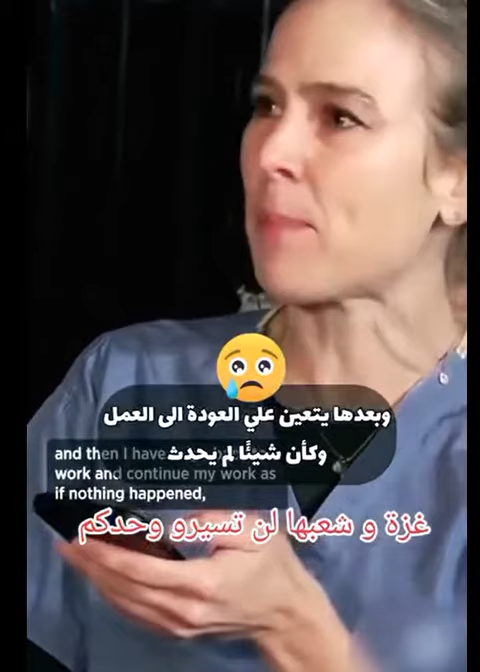 وبعدها يتعين علي العودة الى العمل
وكأن شيئًا لم يحدث
and then I have
work and continue my work as
if nothing happened,
غزة و شعبها لن تسيرو وحدكم